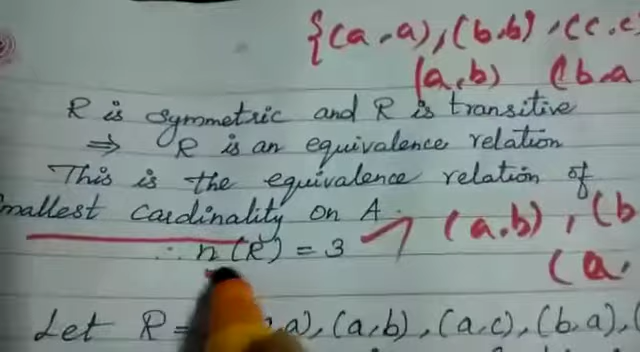 {(a,a), (b,b), (c,c)
(a,b) (b,a
R is symmetric and R is transitive
⇒ R is an equivalence relation
This is the equivalence relation of
mallest Cardinality on A.
(a,b), (b
∴ n(R) = 3
(a,
Let R = a), (a,b), (a,c), (b,a), (